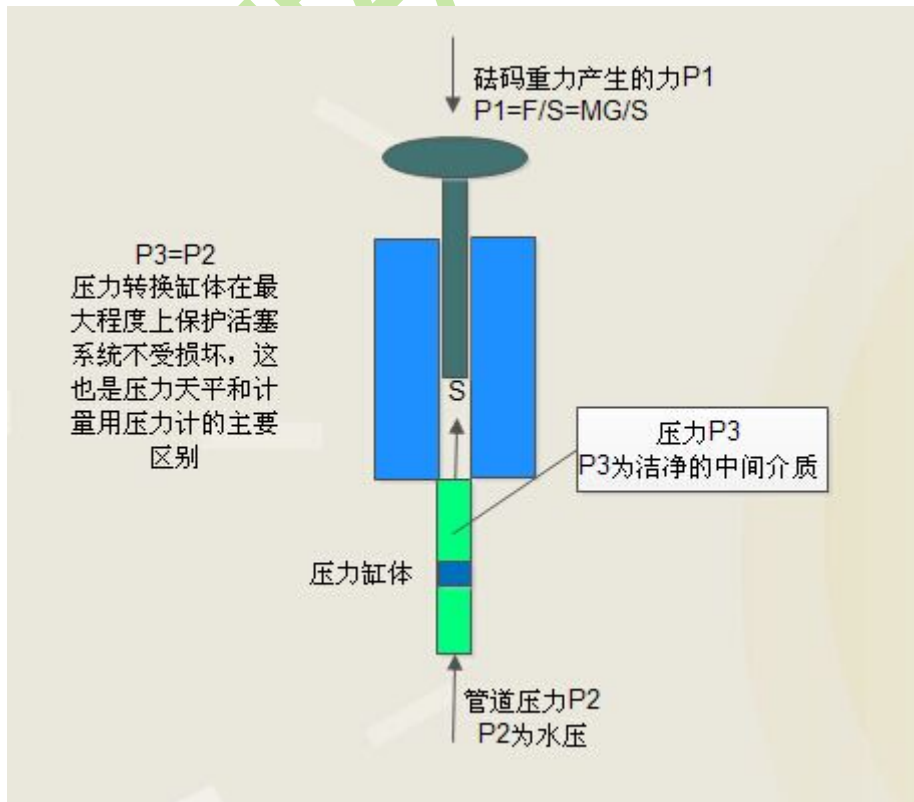 砝码重力产生的力P1
P1=F/S=MG/S
P3=P2
压力转换缸体在最
大程度上保护活塞
系统不受损坏，这
也是压力天平和计
量用压力计的主要
区别
S
压力P3
P3为洁净的中间介质
压力缸体
管道压力P2
P2为水压